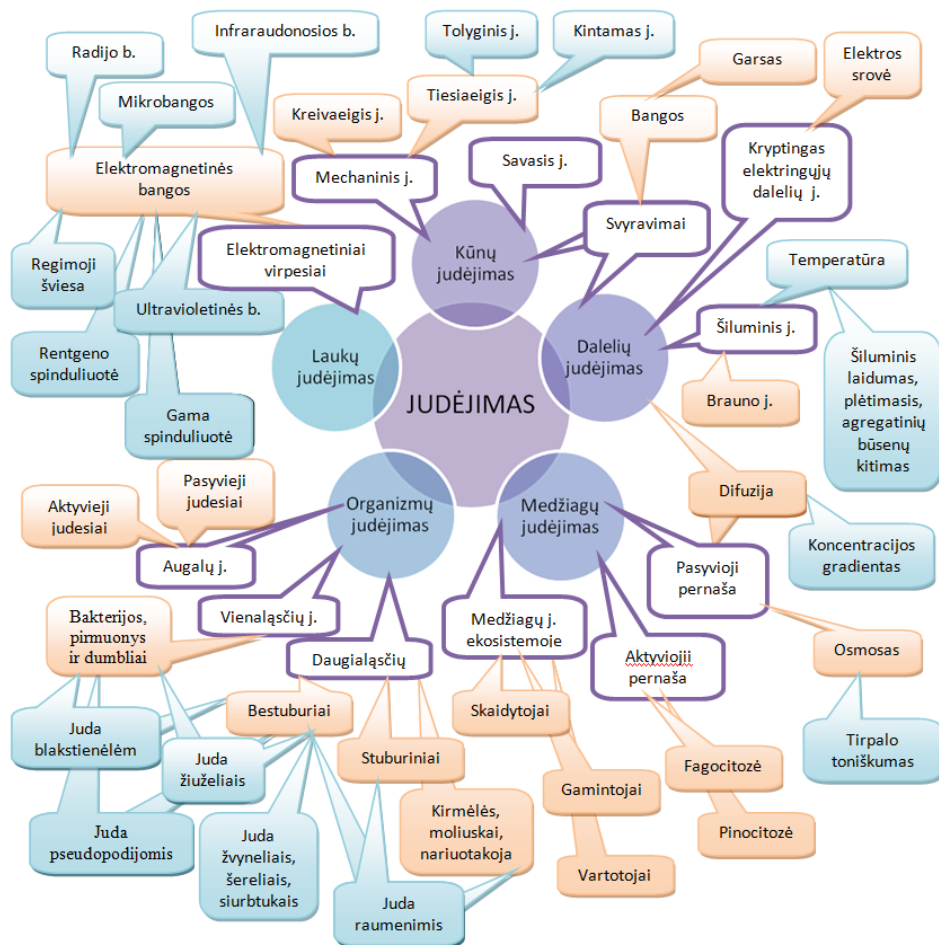 Infraraudonosios b.
Tolyginis j.
Kintamas j.
Radijo b.
Garsas
Elektros
srovė
Mikrobangos
Kreivaeigis j.
Tiesiaeigis j.
Bangos
Elektromagnetinės
bangos
Mechaninis j.
Savasis j.
Kryptingas
elektringųjų
dalelių j.
Svyravimai
Elektromagnetiniai
virpesiai
Kūnų
judėjimas
Regimoji
šviesa
Temperatūra
Ultravioletinės b.
Šiluminis j.
Laukų
judėjimas
Dalelių
judėjimas
Rentgeno
spinduliuotė
JUDĖJIMAS
Brauno j.
Šiluminis
laidumas,
plėtimasis,
agregatinių
būsenų
kitimas
Gama
spinduliuotė
Pasyvieji
judesiai
Aktyvieji
judesiai
Organizmų
judėjimas
Medžiagų
judėjimas
Difuzija
Augalų j.
Koncentracijos
gradientas
Pasyvioji
pernaša
Vienaląsčių j.
Medžiagų j.
ekosistemoje
Bakterijos,
pirmuonys
ir dumbliai
Daugialąsčių
Aktyviojii
pernaša
Osmosas
Bestuburiai
Skaidytojai
Juda
blakstienėlėm
Juda
žiuželiais
Stuburiniai
Tirpalo
toniškumas
Fagocitozė
Gamintojai
Juda
pseudopodijomis
Juda
žvyneliais,
šereliais,
siurbtukais
Kirmėlės,
moliuskai,
nariuotakoja
Pinocitozė
Vartotojai
Juda
raumenimis